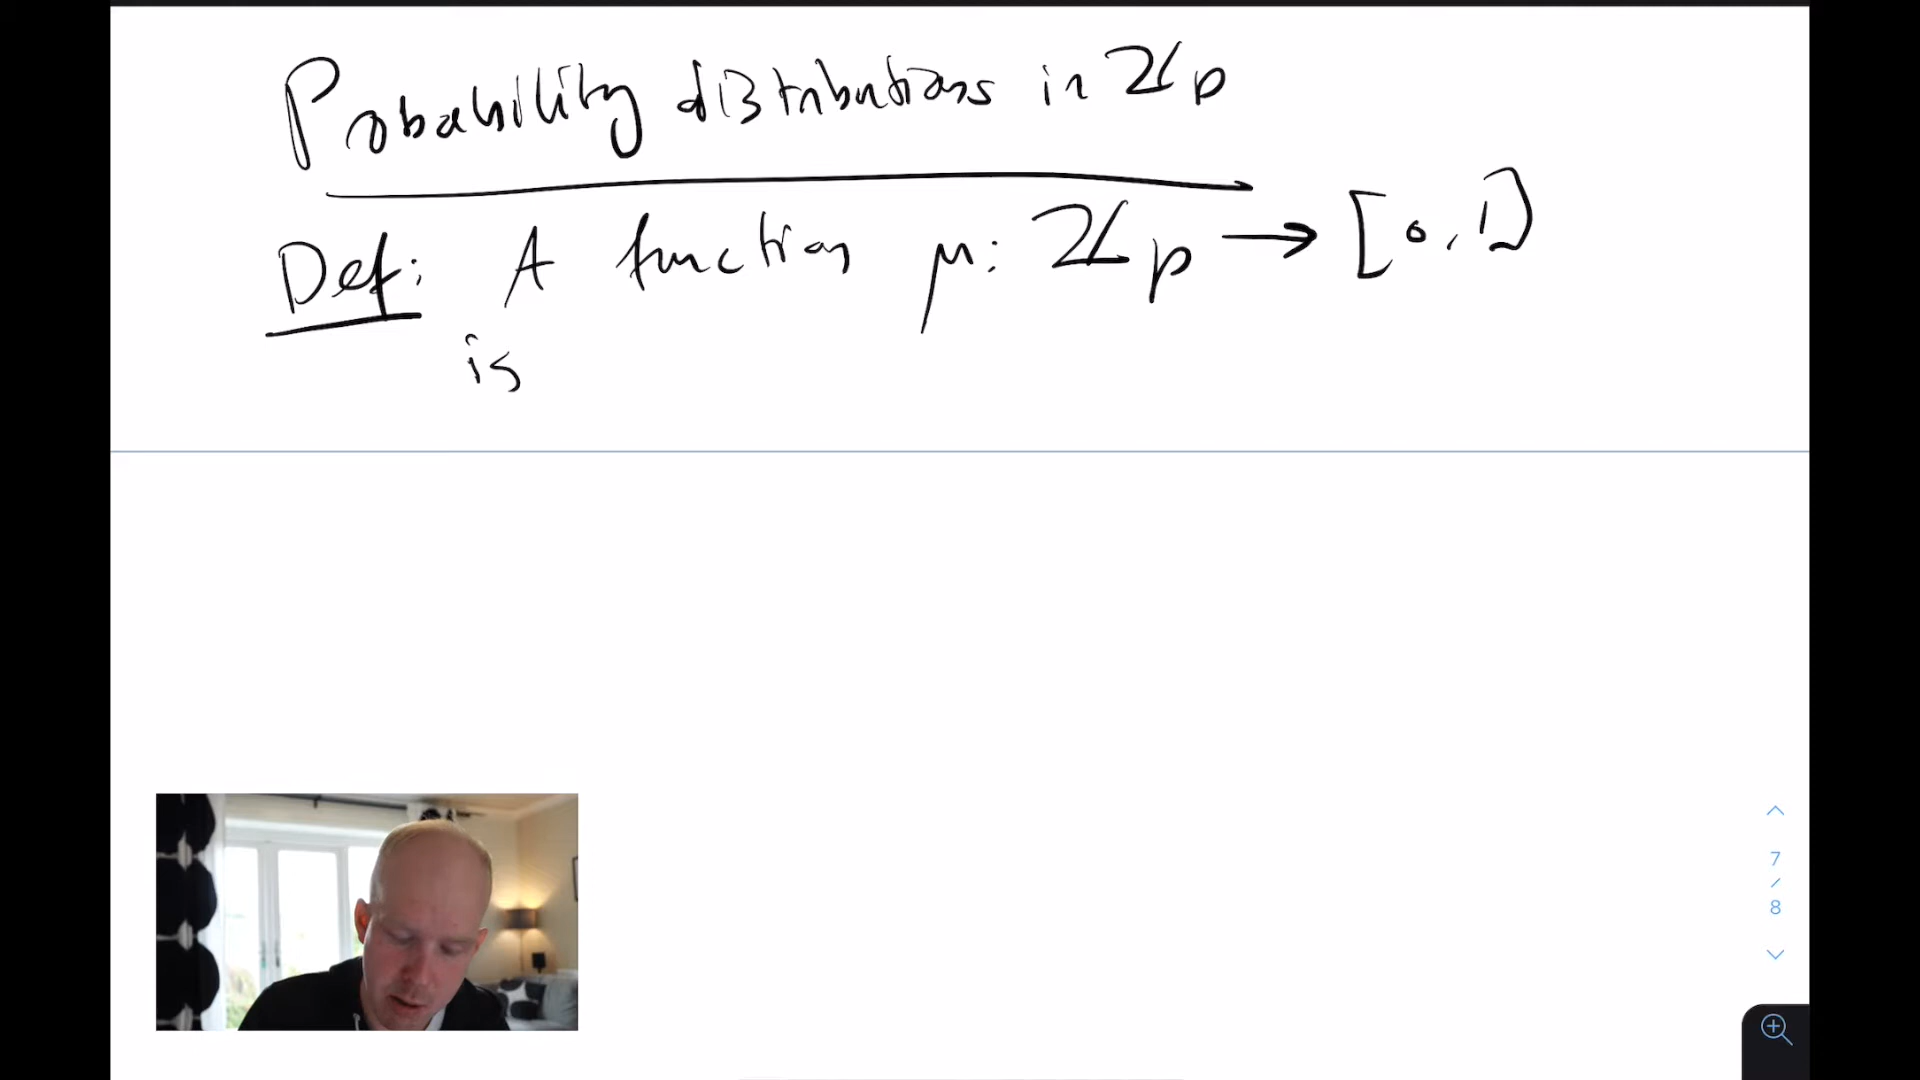 Probability distributions in ℤp
Def: A function μ: ℤp → [0,1]
is
7
/
8